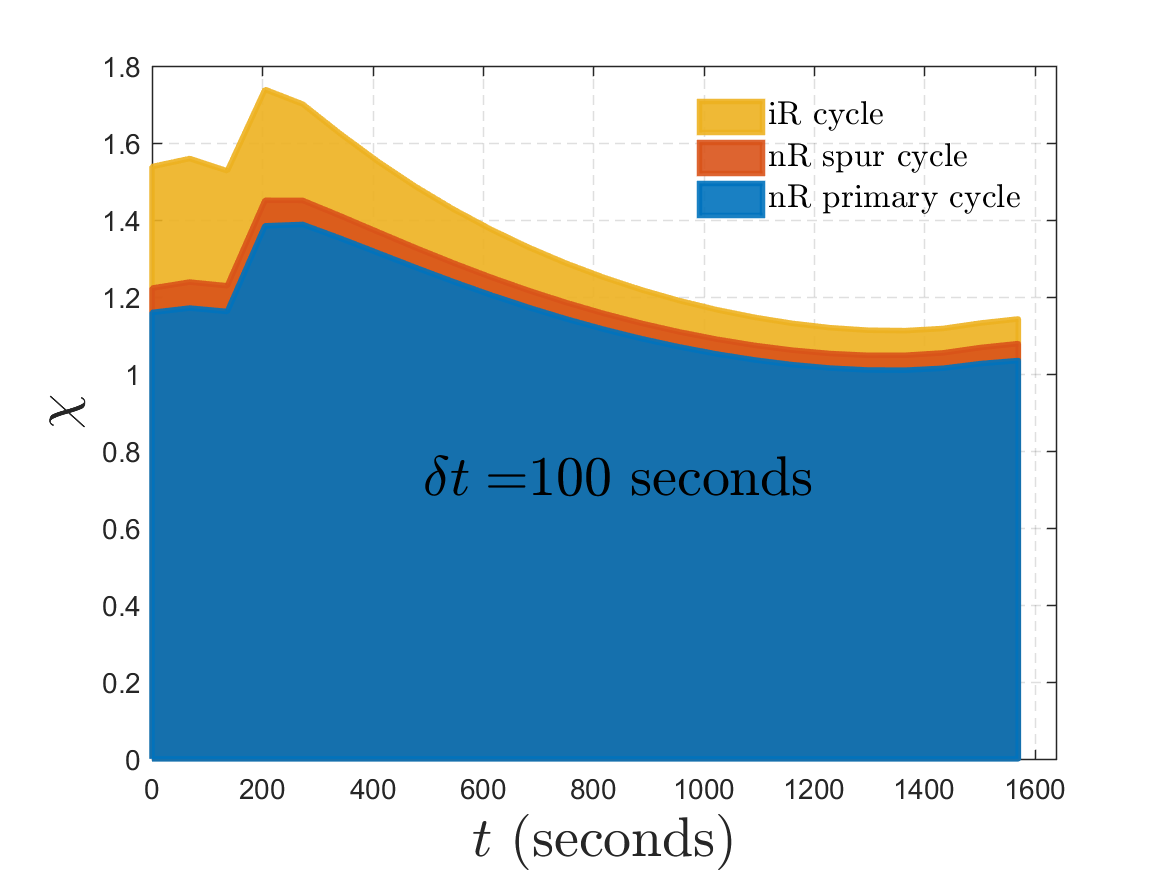 1.8
1.6
1.4
1.2
1
0.8
0.6
0.4
0.2
0
χ
iR cycle
nR spur cycle
nR primary cycle
δt =100 seconds
0 200 400 600 800 1000 1200 1400 1600
t (seconds)